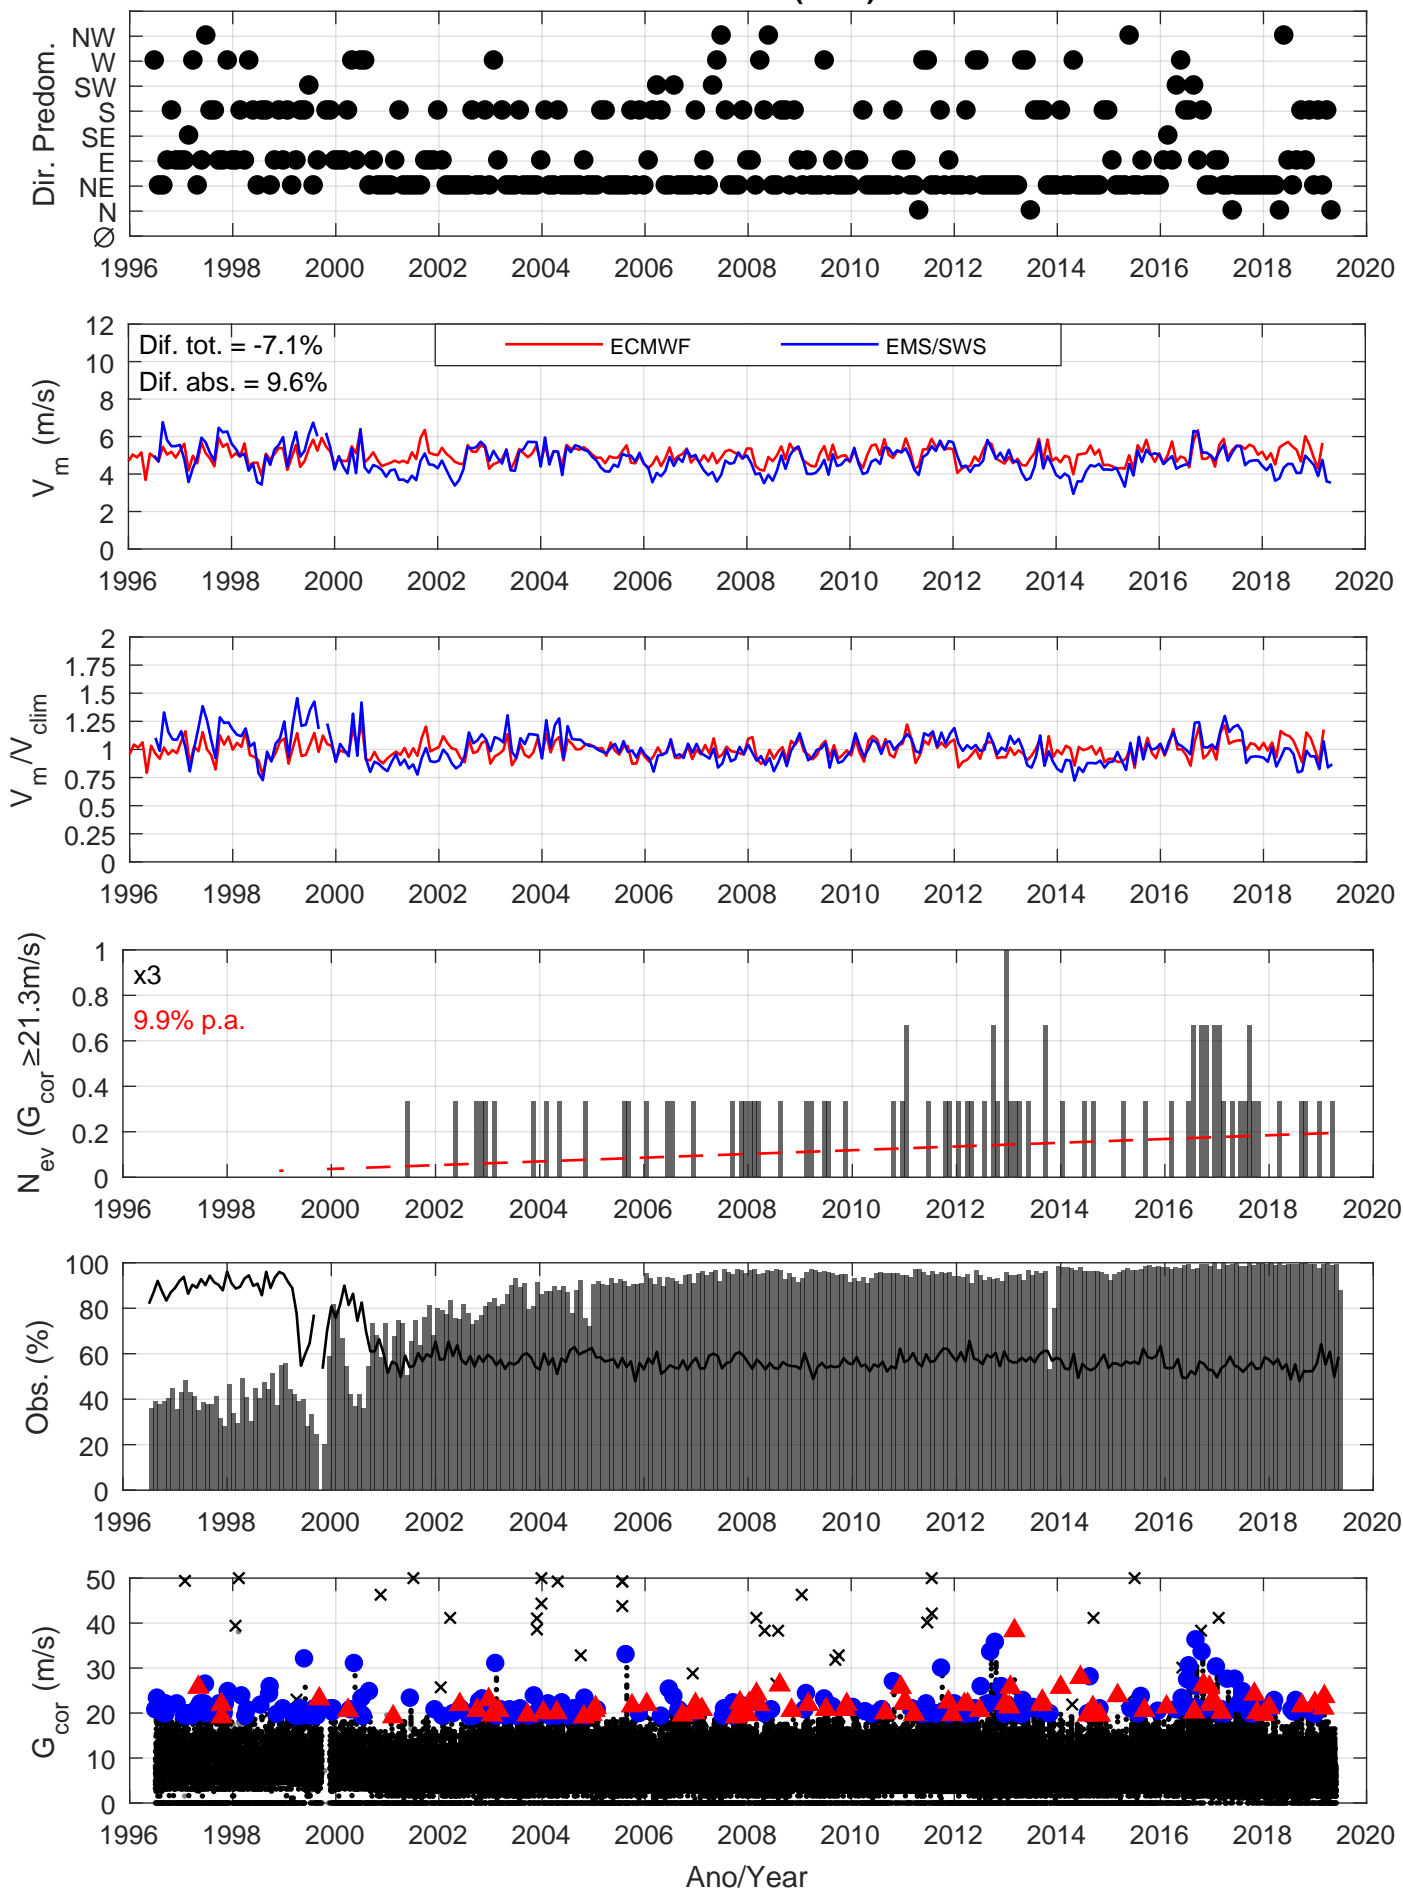 Dir. Predom.
NW
W
SW
S
SE
E
NE
N
Ø
1996 1998 2000 2002 2004 2006 2008 2010 2012 2014 2016 2018 2020
V_m (m/s)
12
10
8
6
4
2
0
Dif. tot. = -7.1%
Dif. abs. = 9.6%
ECMWF EMS/SWS
1996 1998 2000 2002 2004 2006 2008 2010 2012 2014 2016 2018 2020
V_m/V_clim
2
1.75
1.5
1.25
1
0.75
0.5
0.25
0
1996 1998 2000 2002 2004 2006 2008 2010 2012 2014 2016 2018 2020
N_ev (G_cor ≥21.3m/s)
1
0.8
0.6
0.4
0.2
0
x3
9.9% p.a.
1996 1998 2000 2002 2004 2006 2008 2010 2012 2014 2016 2018 2020
Obs. (%)
100
80
60
40
20
0
1996 1998 2000 2002 2004 2006 2008 2010 2012 2014 2016 2018 2020
G_cor (m/s)
50
40
30
20
10
0
1996 1998 2000 2002 2004 2006 2008 2010 2012 2014 2016 2018 2020
Ano/Year